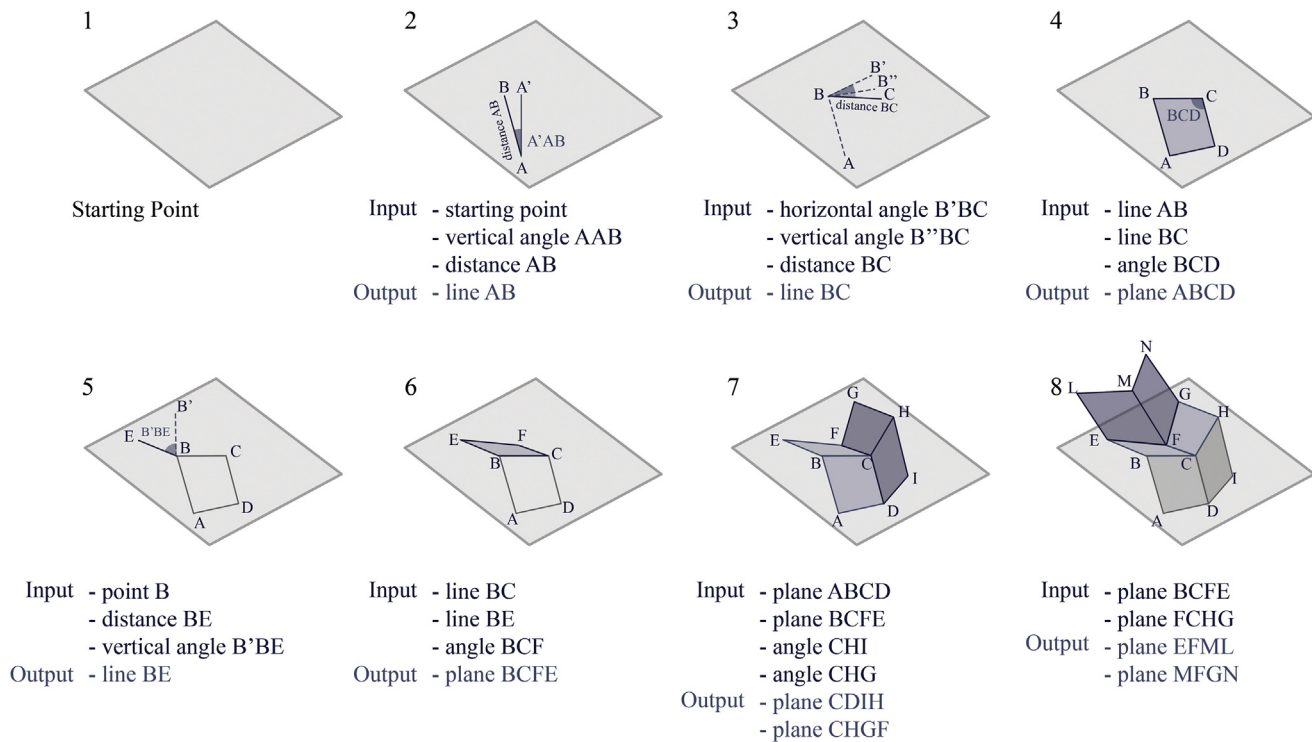 1
Starting Point
2
B A'
distance AB
A'AB
A
Input - starting point
- vertical angle AAB
- distance AB
Output - line AB
3
B'
B''
B
C
distance BC
A
Input - horizontal angle B’BC
- vertical angle B’’BC
- distance BC
Output - line BC
4
B
C
BCD
A
D
Input - line AB
- line BC
- angle BCD
Output - plane ABCD
5
B'
E
B'BE
B
C
A
D
Input - point B
- distance BE
- vertical angle B’BE
Output - line BE
6
E
F
B
C
A
D
Input - line BC
- line BE
- angle BCF
Output - plane BCFE
7
G
H
E
F
B
C
I
A
D
Input - plane ABCD
- plane BCFE
- angle CHI
- angle CHG
Output - plane CDIH
- plane CHGF
8
N
L
M
G
H
E
F
B
C
I
A
D
Input - plane BCFE
- plane FCHG
Output - plane EFML
- plane MFGN